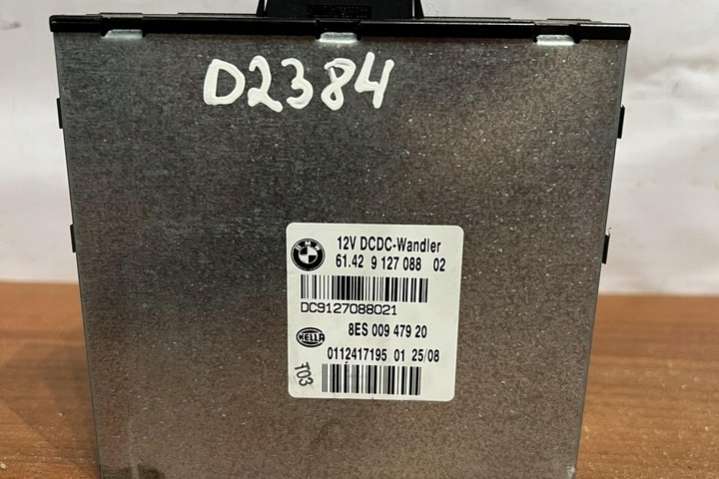 D2384
BMW
12V DCDC-Wandler
61.42 9 127 088 02
DC9127088021
8ES 009 479 20
HELLA
0112417195 01 25/08
T03